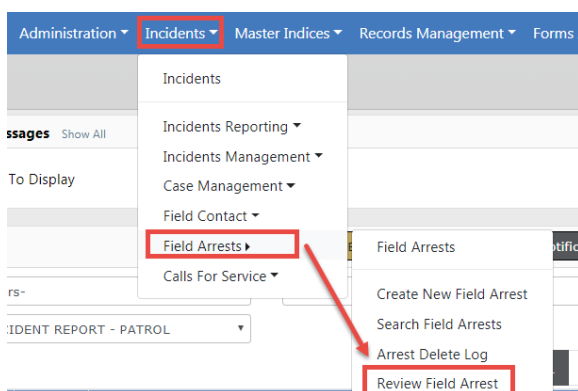 Administration Incidents Master Indices Records Management Forms
Incidents
ssages Show All
Incidents Reporting
Incidents Management
To Display
Case Management
Field Contact
Field Arrests
Field Arrests
otific
Calls For Service
rs-
Create New Field Arrest
CIDENT REPORT - PATROL
Search Field Arrests
Arrest Delete Log
Review Field Arrest